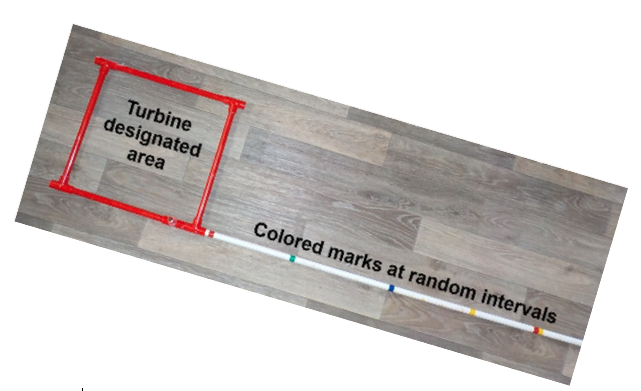 Turbine
designated
area
Colored marks at random intervals